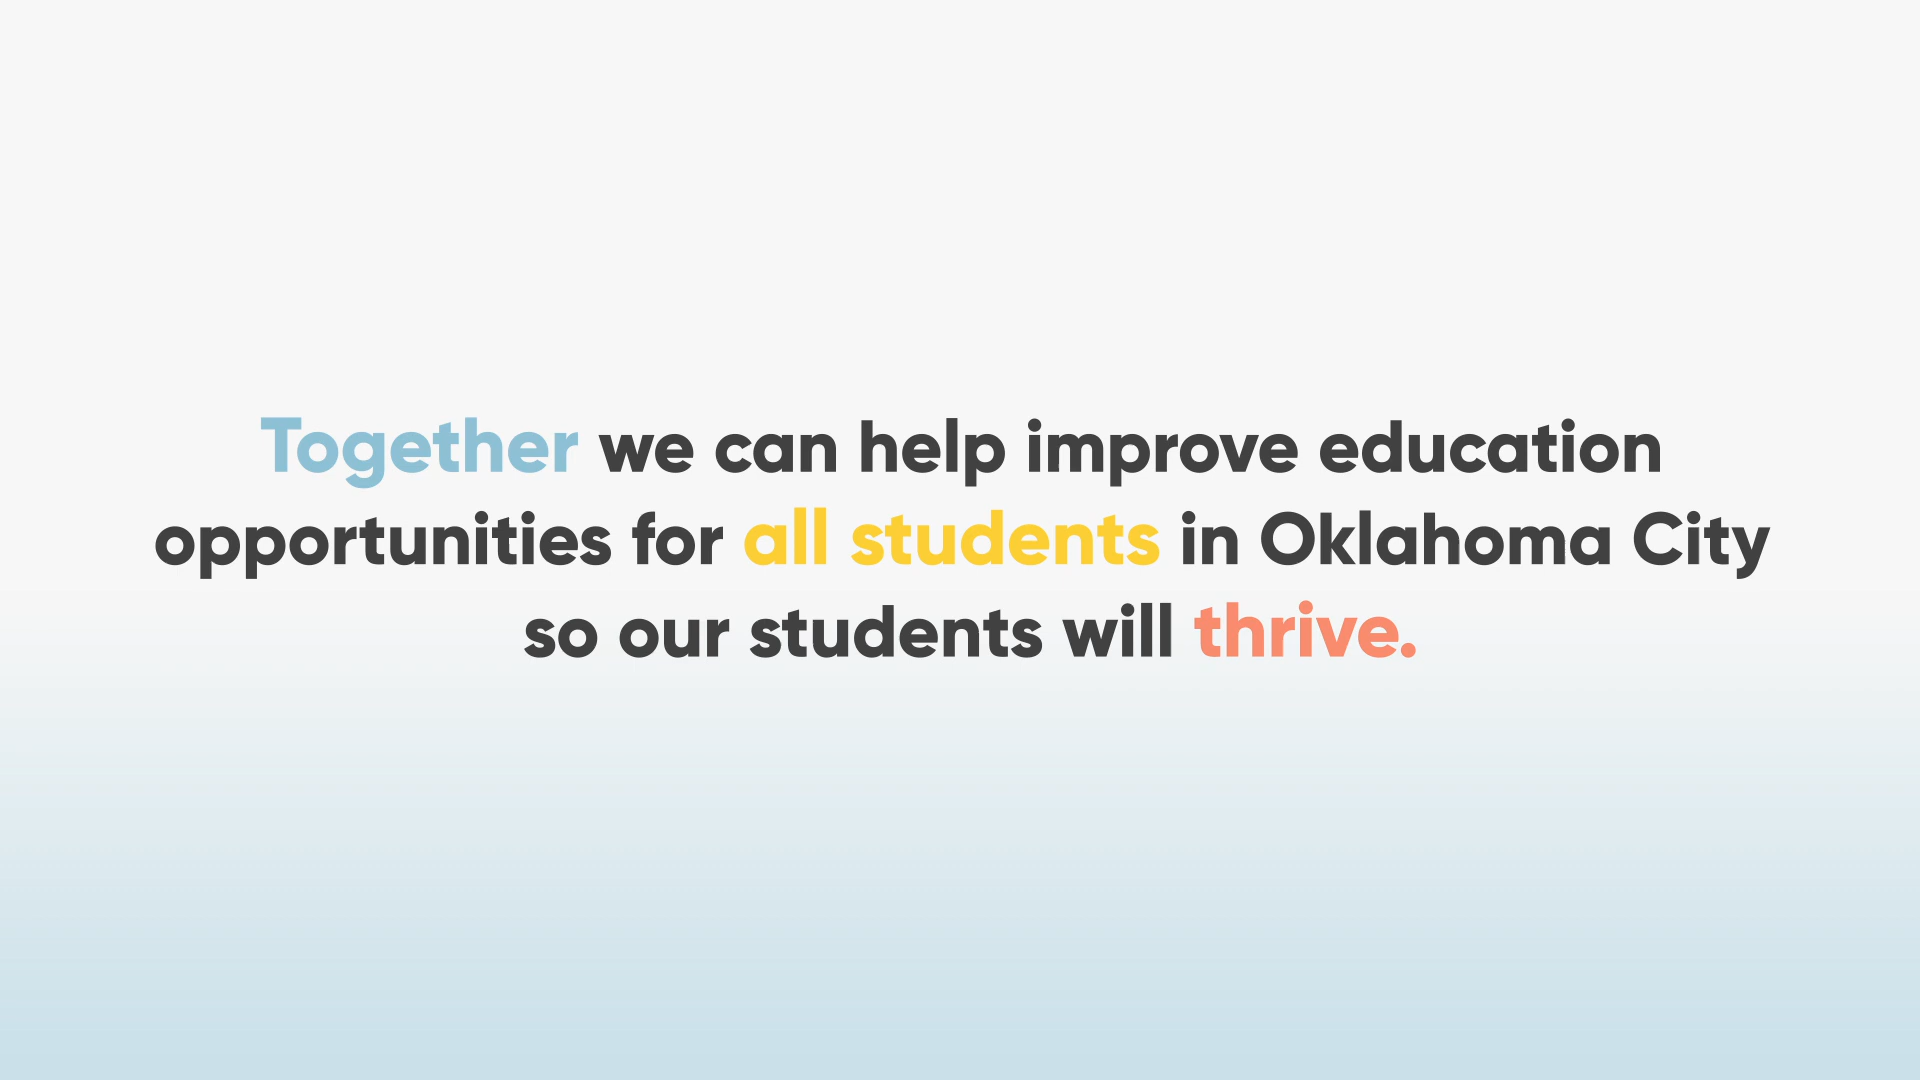 Together we can help improve education
opportunities for all students in Oklahoma City
so our students will thrive.